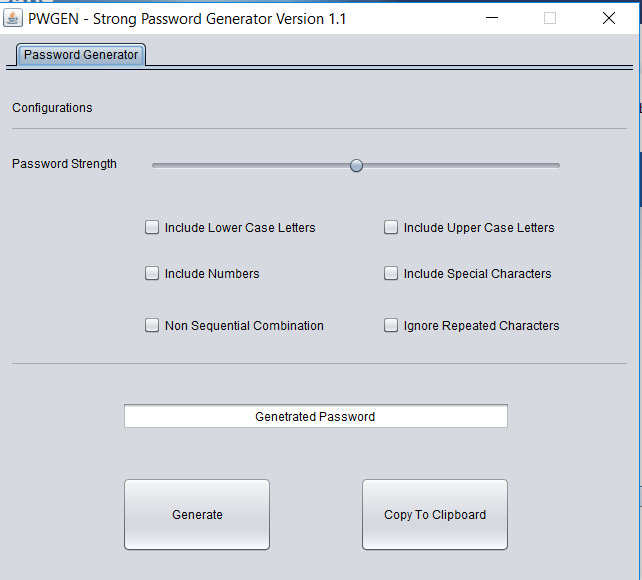 PWGEN - Strong Password Generator Version 1.1
Password Generator
Configurations
Password Strength
Include Lower Case Letters
Include Upper Case Letters
Include Numbers
Include Special Characters
Non Sequential Combination
Ignore Repeated Characters
Genetrated Password
Generate
Copy To Clipboard